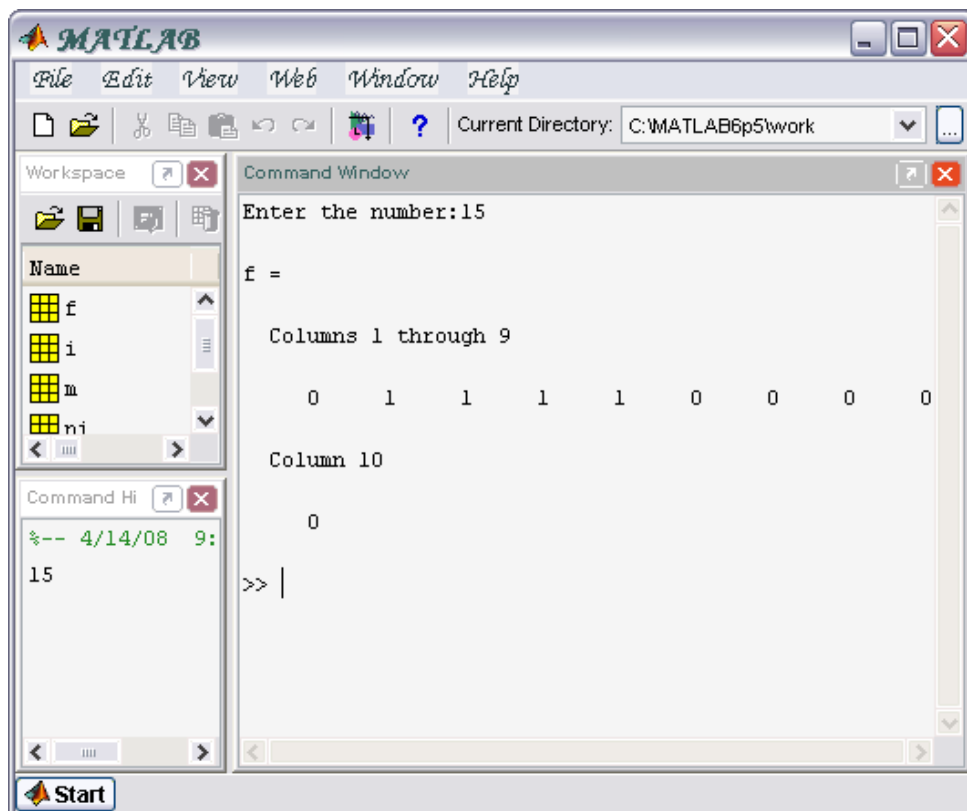 MATLAB
File Edit View Web Window Help
Current Directory: C:\MATLAB6p5\work ...
Workspace
Name
f
i
m
ni
Command Hi
%-- 4/14/08 9:
15
Command Window
Enter the number:15
f =
Columns 1 through 9
0 1 1 1 1 0 0 0 0
Column 10
0
>>
Start